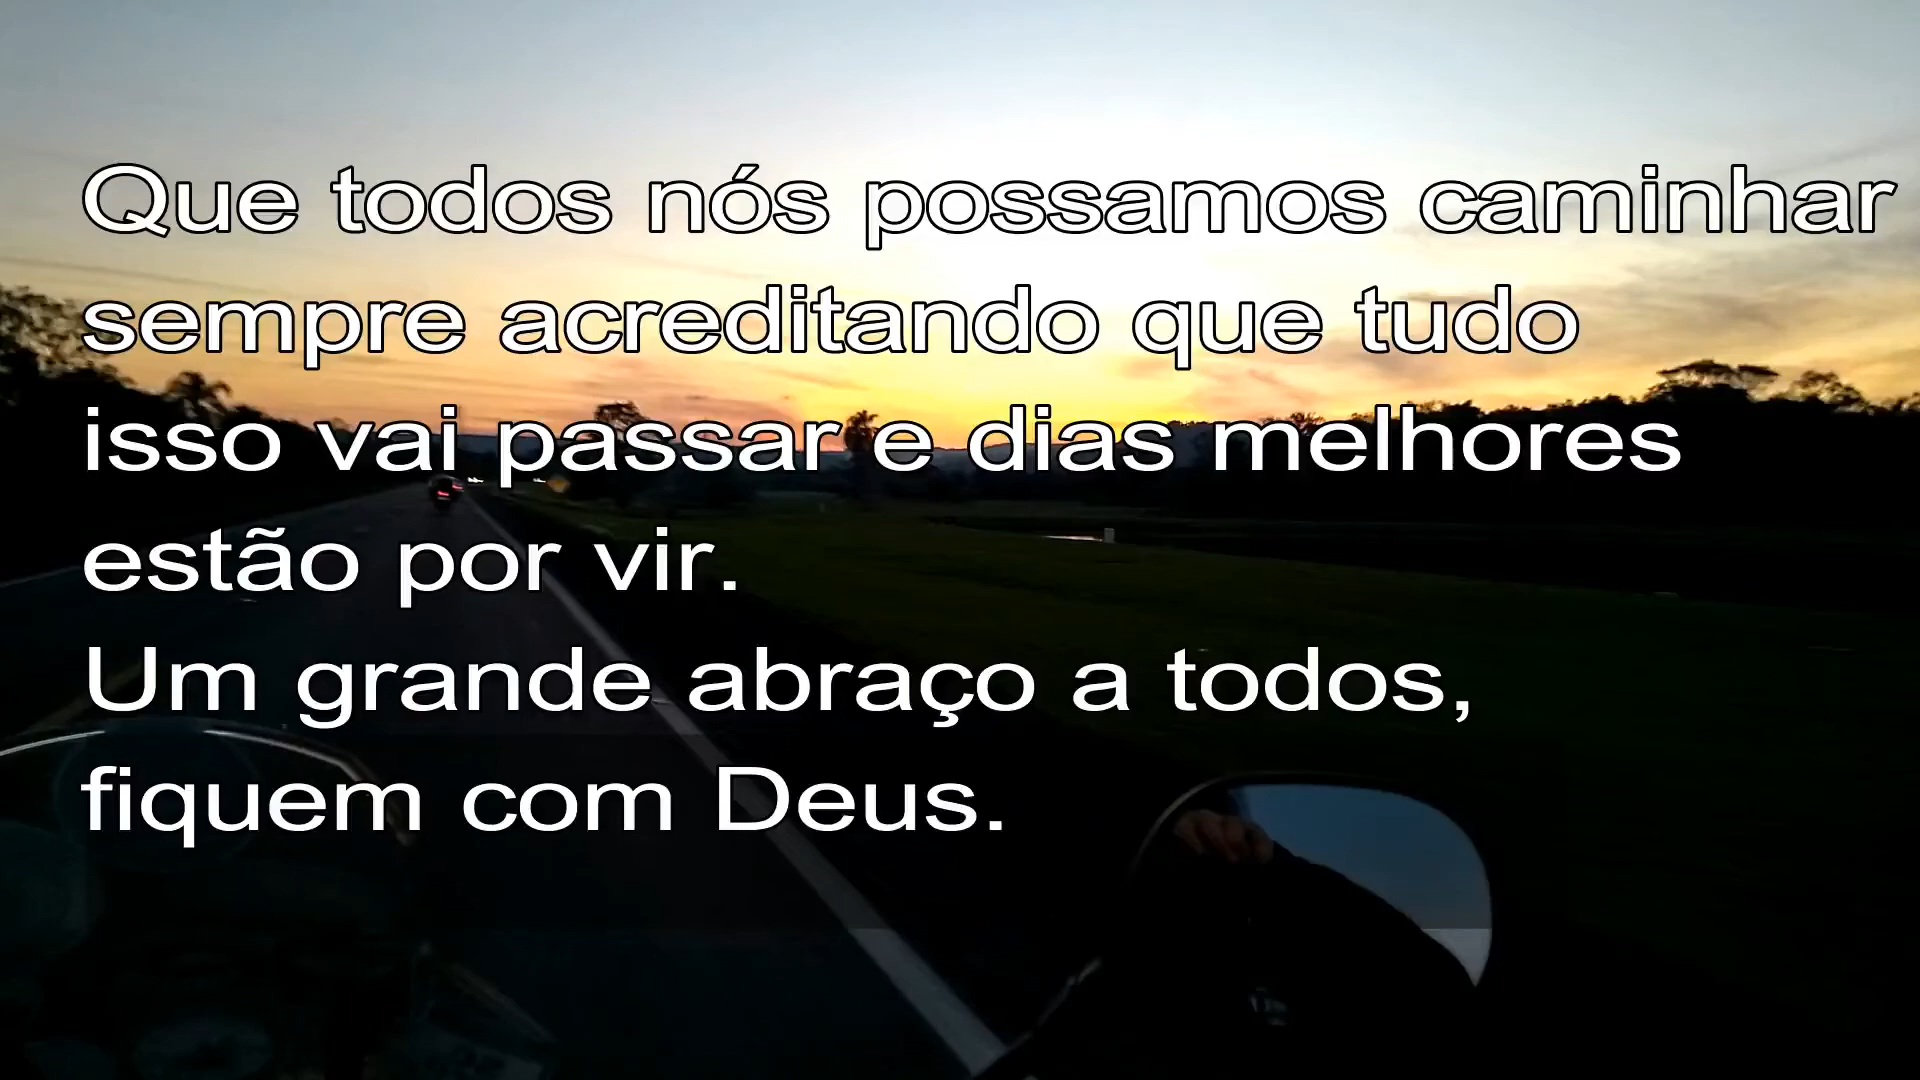 Que todos nós possamos caminhar
sempre acreditando que tudo
isso vai passar e dias melhores
estão por vir.
Um grande abraço a todos,
fiquem com Deus.